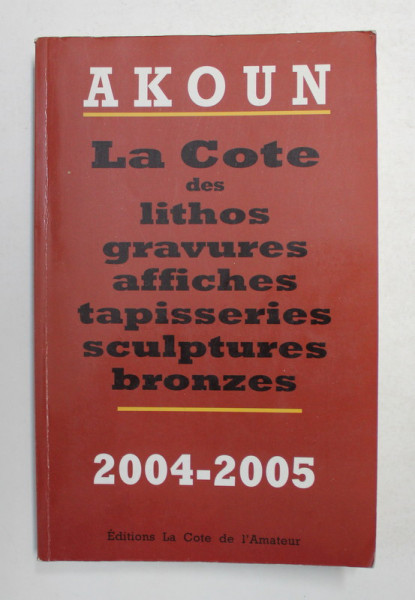 AKOUN
La Cote
des
lithos
gravures
affiches
tapisseries
sculptures
bronzes
2004-2005
Éditions La Cote de l'Amateur